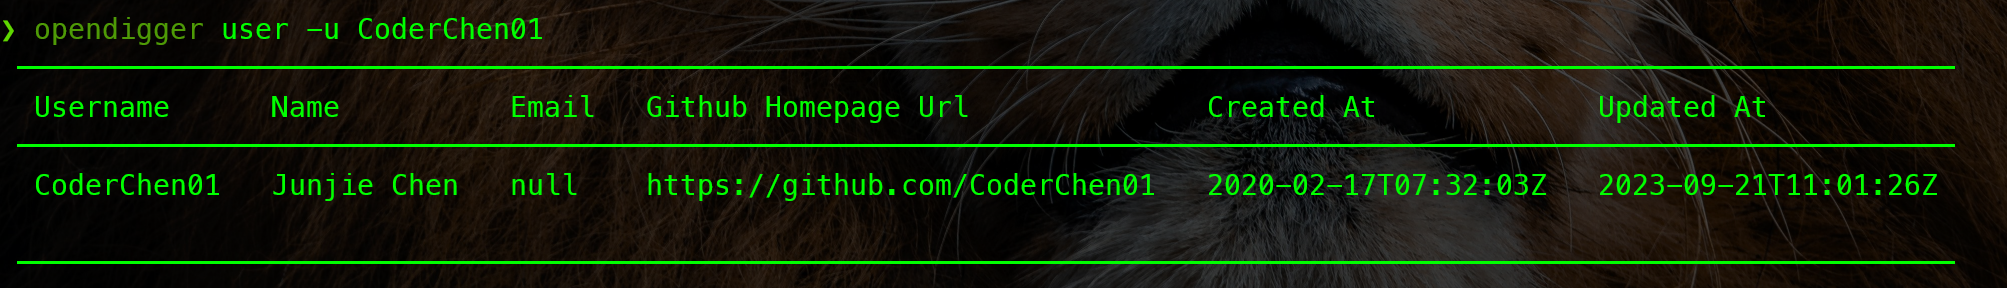 ❯ opendigger user -u CoderChen01
Username Name Email Github Homepage Url Created At Updated At
CoderChen01 Junjie Chen null https://github.com/CoderChen01 2020-02-17T07:32:03Z 2023-09-21T11:01:26Z